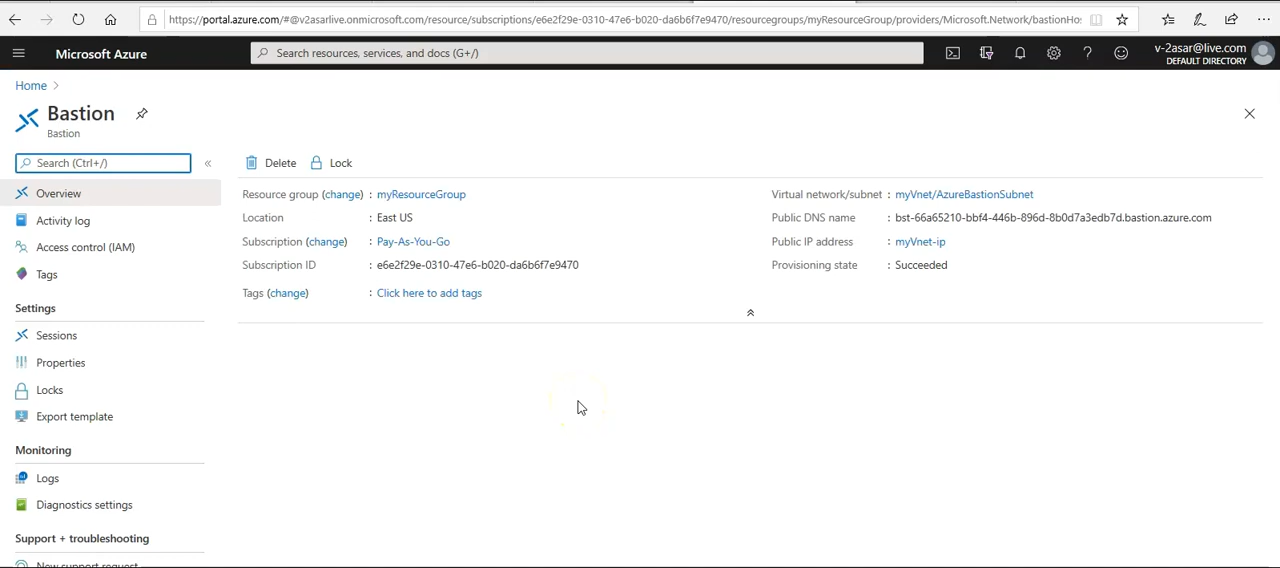 https://portal.azure.com/#@v2asarlive.onmicrosoft.com/resource/subscriptions/e6e2f29e-0310-47e6-b020-da6b6f7e9470/resourcegroups/myResourceGroup/providers/Microsoft.Network/bastionHos
Microsoft Azure
Search resources, services, and docs (G+/)
v-2asar@live.com
DEFAULT DIRECTORY
Home
Bastion
Bastion
Search (Ctrl+/)
Overview
Activity log
Access control (IAM)
Tags
Settings
Sessions
Properties
Locks
Export template
Monitoring
Logs
Diagnostics settings
Support + troubleshooting
New support request
Delete
Lock
Resource group (change) : myResourceGroup
Location : East US
Subscription (change) : Pay-As-You-Go
Subscription ID : e6e2f29e-0310-47e6-b020-da6b6f7e9470
Tags (change) : Click here to add tags
Virtual network/subnet : myVnet/AzureBastionSubnet
Public DNS name : bst-66a65210-bbf4-446b-896d-8b0d7a3edb7d.bastion.azure.com
Public IP address : myVnet-ip
Provisioning state : Succeeded